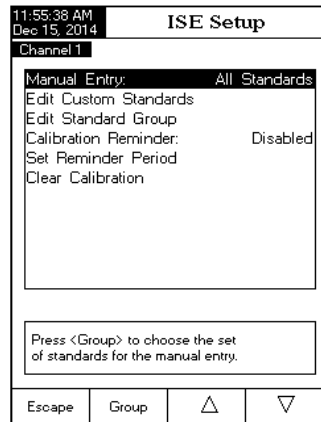 11:55:38 AM
Dec 15, 2014
ISE Setup
Channel 1
Manual Entry: All Standards
Edit Custom Standards
Edit Standard Group
Calibration Reminder: Disabled
Set Reminder Period
Clear Calibration
Press <Group> to choose the set
of standards for the manual entry.
Escape Group △ ▽